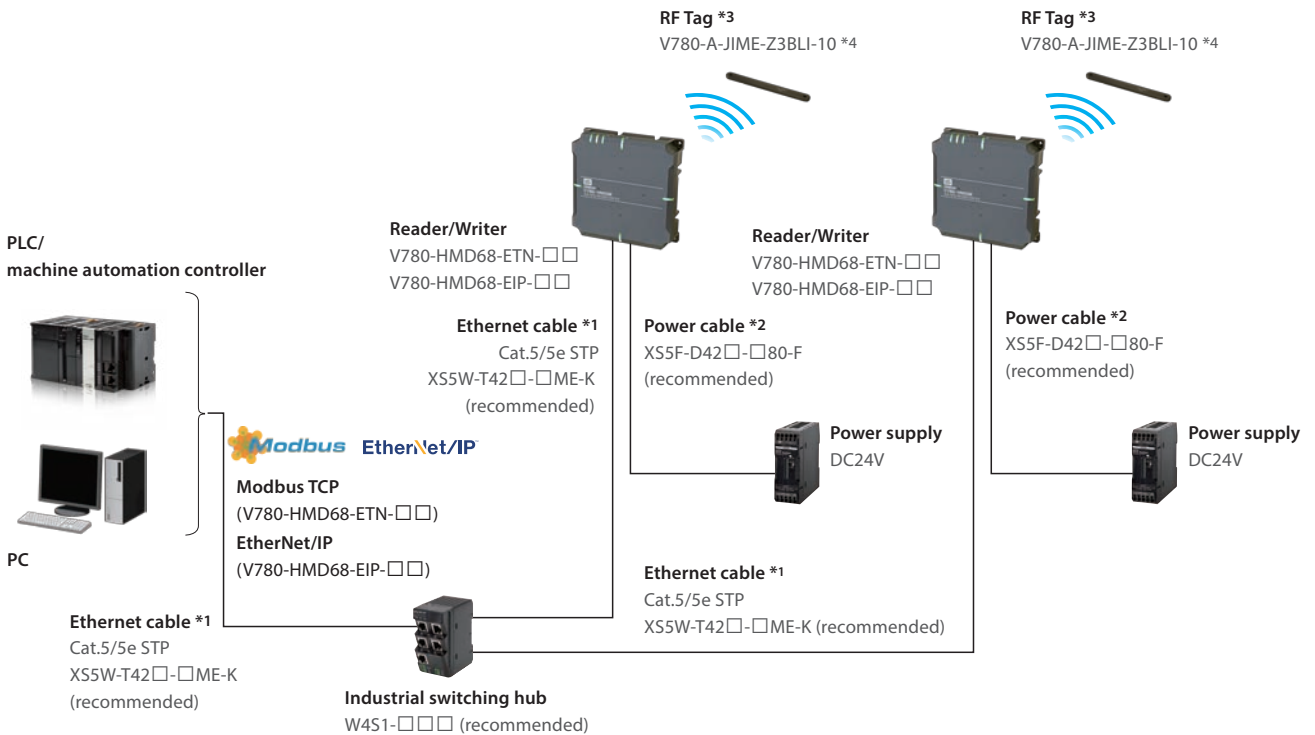 RF Tag *3
V780-A-JIME-Z3BLI-10 *4
RF Tag *3
V780-A-JIME-Z3BLI-10 *4
Reader/Writer
V780-HMD68-ETN-□□
V780-HMD68-EIP-□□
Reader/Writer
V780-HMD68-ETN-□□
V780-HMD68-EIP-□□
PLC/
machine automation controller
Ethernet cable *1
Cat.5/5e STP
XS5W-T42□-□ME-K
(recommended)
Power cable *2
XS5F-D42□-□80-F
(recommended)
Power cable *2
XS5F-D42□-□80-F
(recommended)
Power supply
DC24V
Power supply
DC24V
Modbus EtherNet/IP
Modbus TCP
(V780-HMD68-ETN-□□)
EtherNet/IP
(V780-HMD68-EIP-□□)
PC
Ethernet cable *1
Cat.5/5e STP
XS5W-T42□-□ME-K
(recommended)
Ethernet cable *1
Cat.5/5e STP
XS5W-T42□-□ME-K (recommended)
Industrial switching hub
W4S1-□□□ (recommended)